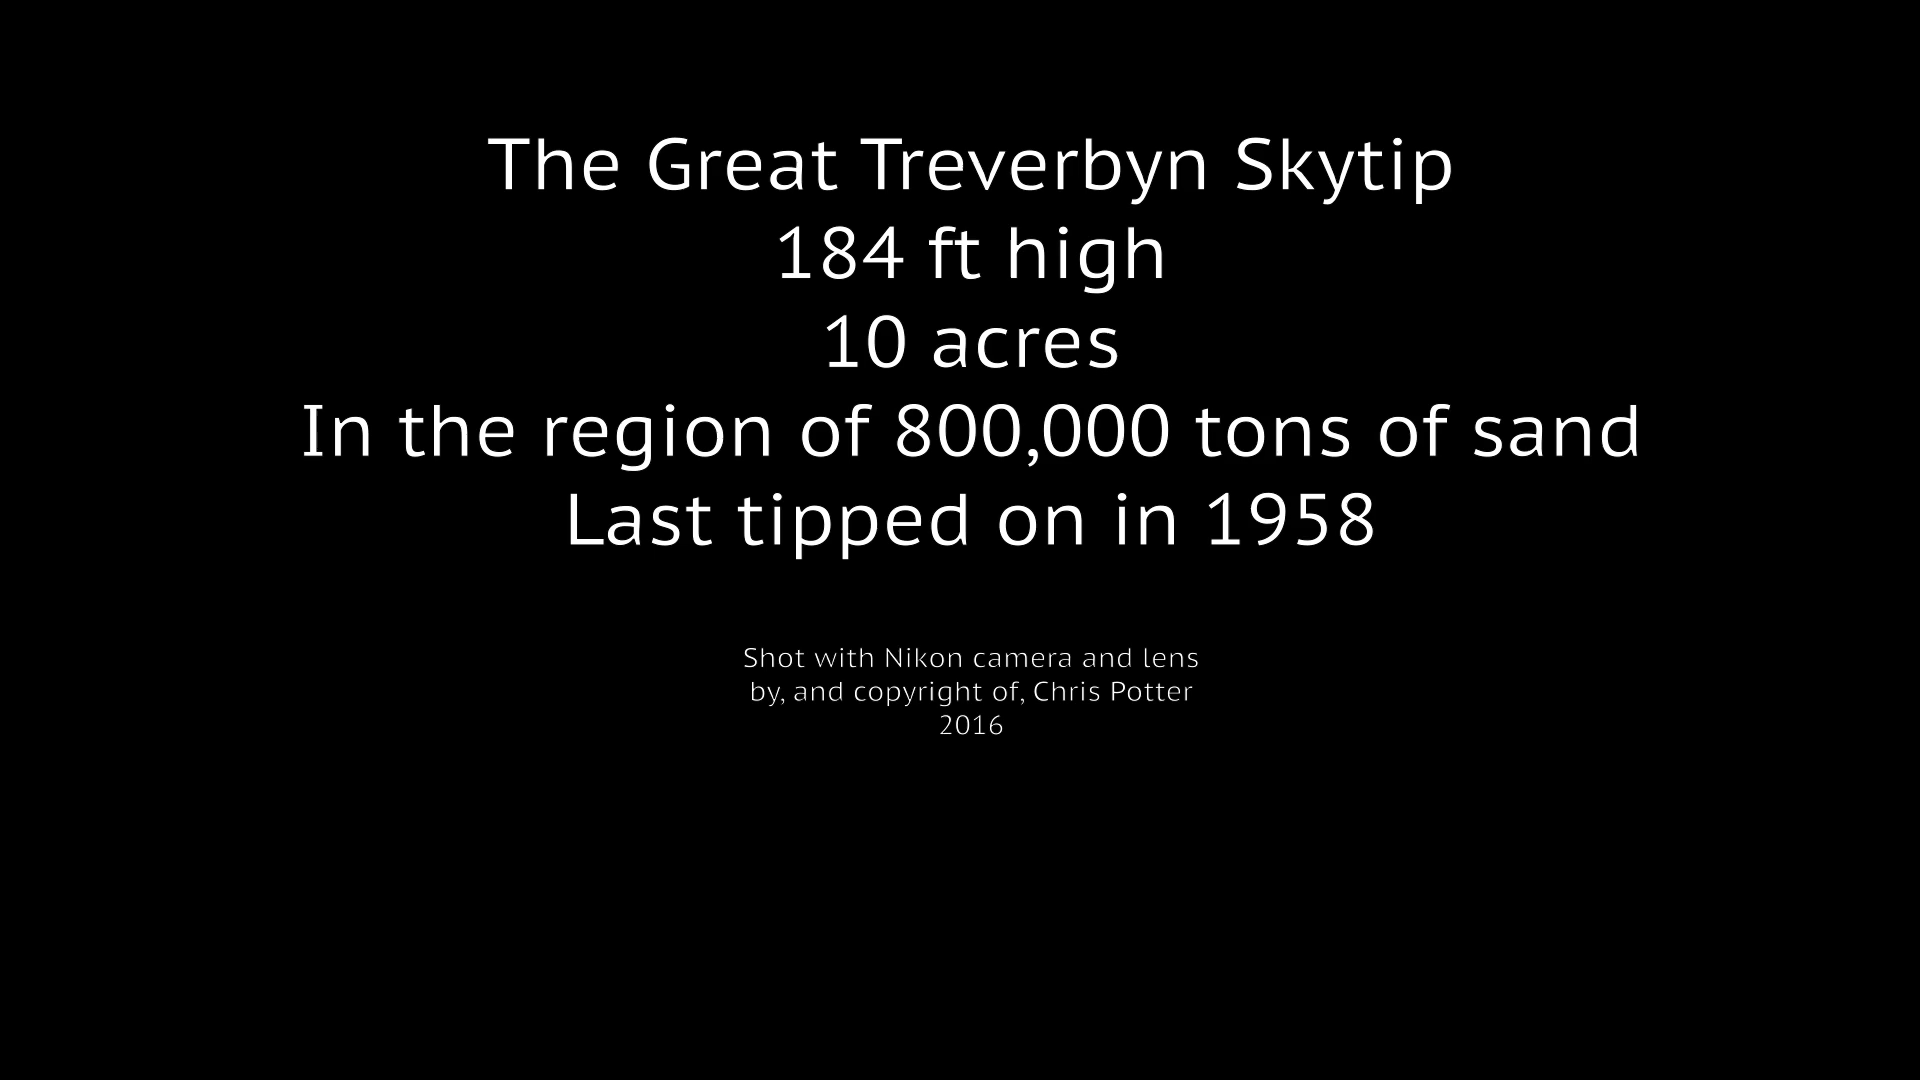 The Great Treverbyn Skytip
184 ft high
10 acres
In the region of 800,000 tons of sand
Last tipped on in 1958
Shot with Nikon camera and lens
by, and copyright of, Chris Potter
2016